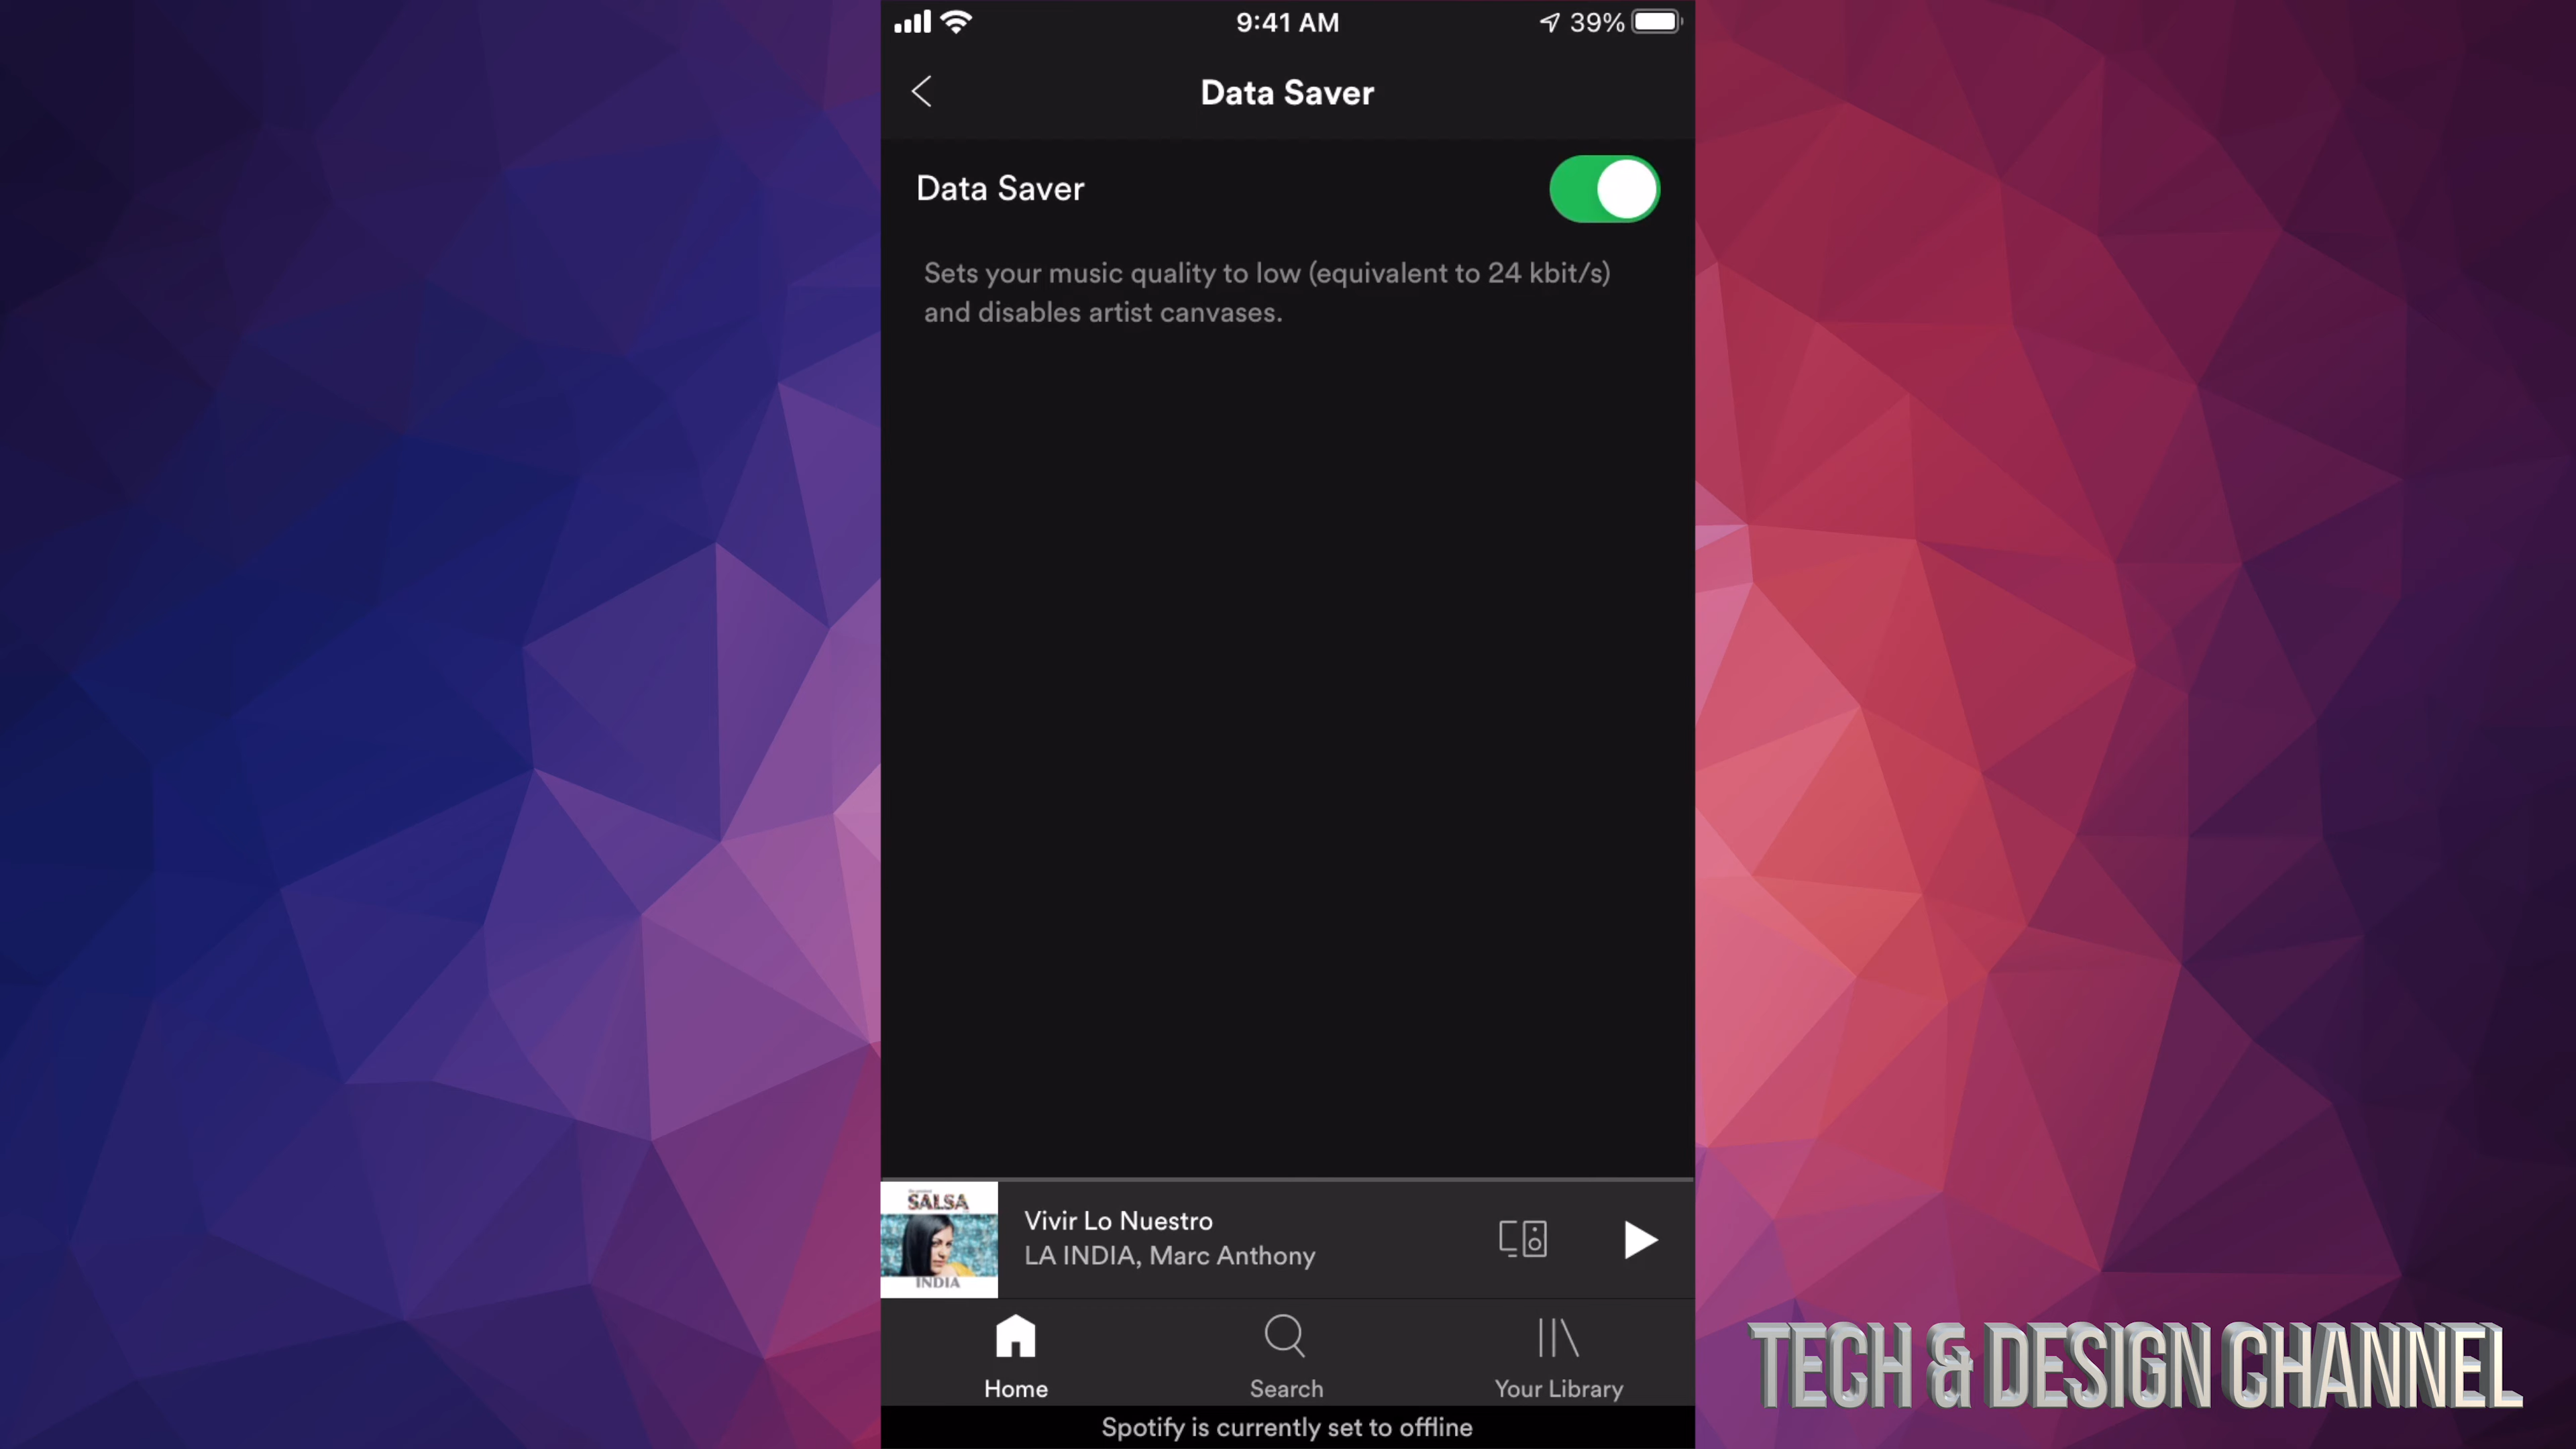 9:41 AM
39%
Data Saver
Data Saver
Sets your music quality to low (equivalent to 24 kbit/s)
and disables artist canvases.
SALSA
INDIA
Vivir Lo Nuestro
LA INDIA, Marc Anthony
Home
Search
Your Library
Spotify is currently set to offline
TECH & DESIGN CHANNEL